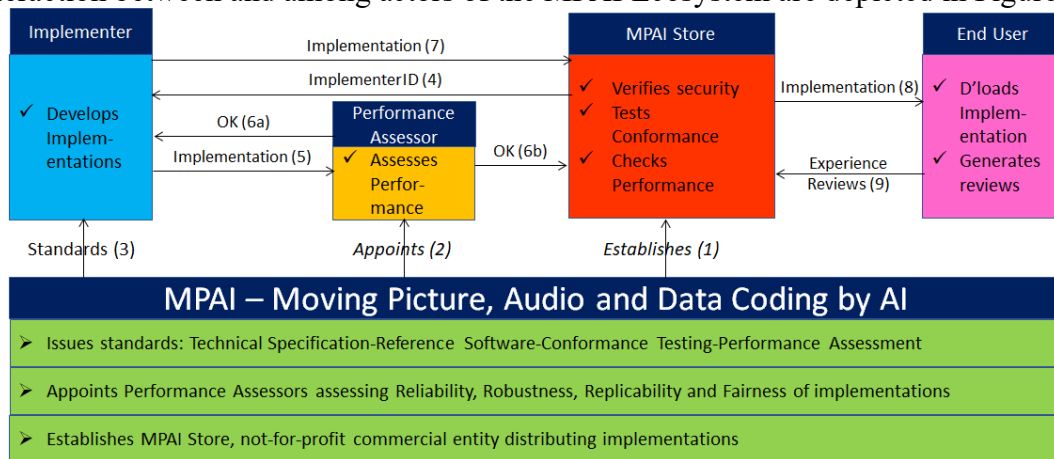 Implementer
MPAI Store
End User
Implementation (7)
ImplementerID (4)
✓ Develops
Implem-
entations
OK (6a)
Implementation (5)
Performance
Assessor
✓ Assesses
Perfor-
mance
OK (6b)
✓ Verifies security
✓ Tests
Conformance
✓ Checks
Performance
Implementation (8)
Experience
Reviews (9)
✓ D'loads
Implem-
entation
✓ Generates
reviews
Standards (3)
Appoints (2)
Establishes (1)
MPAI – Moving Picture, Audio and Data Coding by AI
➢ Issues standards: Technical Specification-Reference Software-Conformance Testing-Performance Assessment
➢ Appoints Performance Assessors assessing Reliability, Robustness, Replicability and Fairness of implementations
➢ Establishes MPAI Store, not-for-profit commercial entity distributing implementations